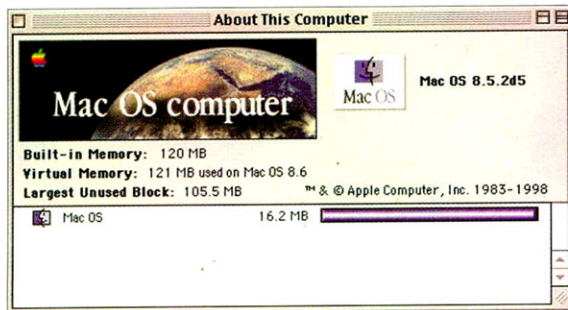 About This Computer
Mac OS computer
Mac OS
Mac OS 8.5.2d5
Built-in Memory: 120 MB
Virtual Memory: 121 MB used on Mac OS 8.6
Largest Unused Block: 105.5 MB
™ & © Apple Computer, Inc. 1983-1998
Mac OS 16.2 MB